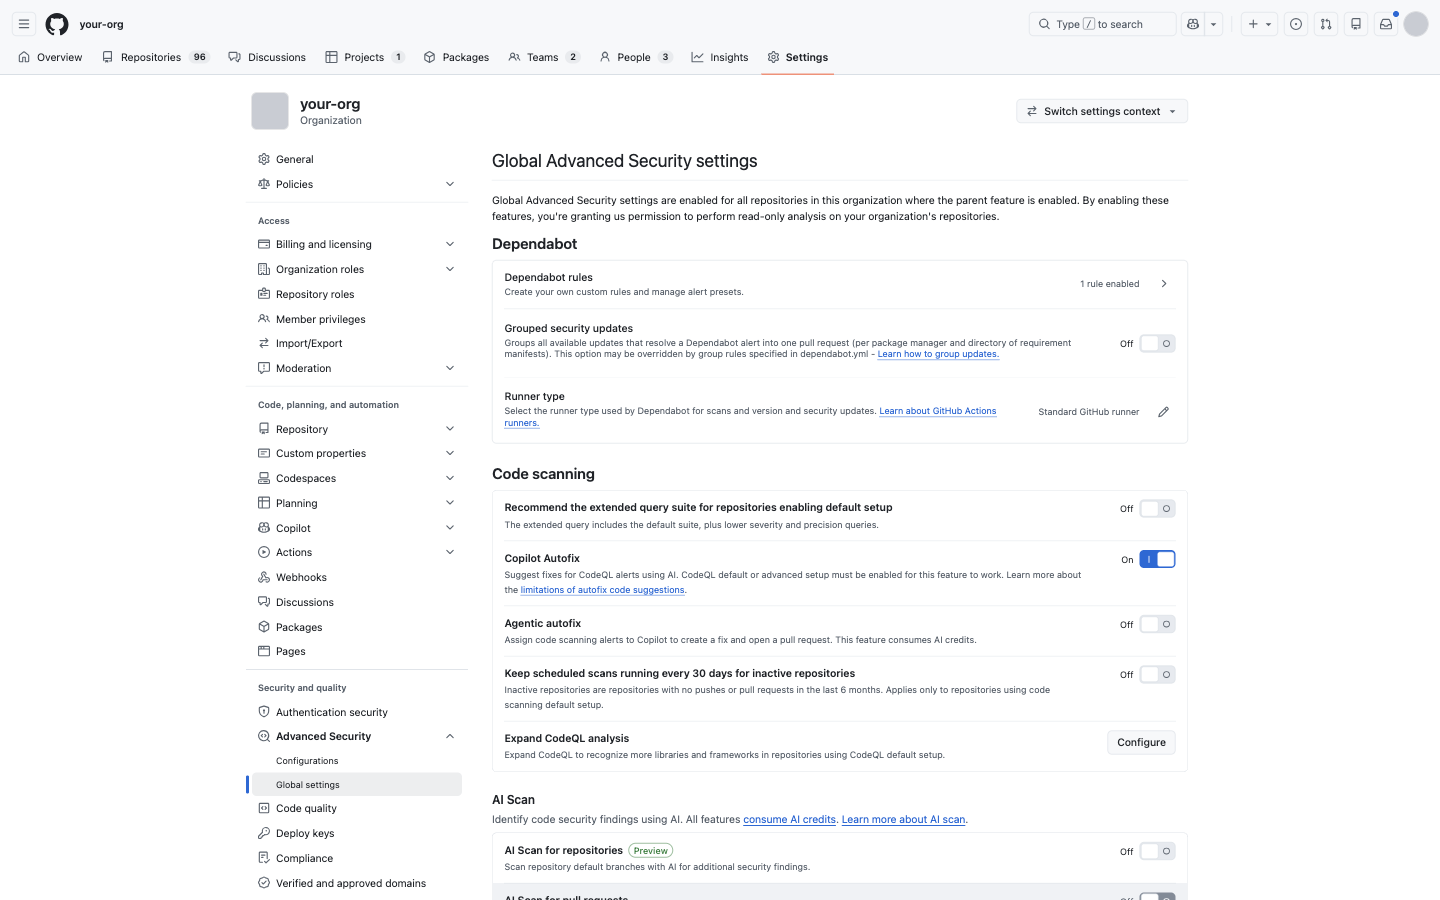 your-org
Type / to search
Overview
Repositories 96
Discussions
Projects 1
Packages
Teams 2
People 3
Insights
Settings
your-org
Organization
Switch settings context
General
Policies
Access
Billing and licensing
Organization roles
Repository roles
Member privileges
Import/Export
Moderation
Code, planning, and automation
Repository
Custom properties
Codespaces
Planning
Copilot
Actions
Webhooks
Discussions
Packages
Pages
Security and quality
Authentication security
Advanced Security
Configurations
Global settings
Code quality
Deploy keys
Compliance
Verified and approved domains
Global Advanced Security settings
Global Advanced Security settings are enabled for all repositories in this organization where the parent feature is enabled. By enabling these
features, you're granting us permission to perform read-only analysis on your organization's repositories.
Dependabot
Dependabot rules
Create your own custom rules and manage alert presets.
1 rule enabled
Grouped security updates
Groups all available updates that resolve a Dependabot alert into one pull request (per package manager and directory of requirement
manifests). This option may be overridden by group rules specified in dependabot.yml - Learn how to group updates.
Off
Runner type
Select the runner type used by Dependabot for scans and version and security updates. Learn about GitHub Actions
runners.
Standard GitHub runner
Code scanning
Recommend the extended query suite for repositories enabling default setup
The extended query includes the default suite, plus lower severity and precision queries.
Off
Copilot Autofix
Suggest fixes for CodeQL alerts using AI. CodeQL default or advanced setup must be enabled for this feature to work. Learn more about
the limitations of autofix code suggestions.
On
Agentic autofix
Assign code scanning alerts to Copilot to create a fix and open a pull request. This feature consumes AI credits.
Off
Keep scheduled scans running every 30 days for inactive repositories
Inactive repositories are repositories with no pushes or pull requests in the last 6 months. Applies only to repositories using code
scanning default setup.
Off
Expand CodeQL analysis
Expand CodeQL to recognize more libraries and frameworks in repositories using CodeQL default setup.
Configure
AI Scan
Identify code security findings using AI. All features consume AI credits. Learn more about AI scan.
AI Scan for repositories Preview
Scan repository default branches with AI for additional security findings.
Off
AI Scan for pull requests
Off